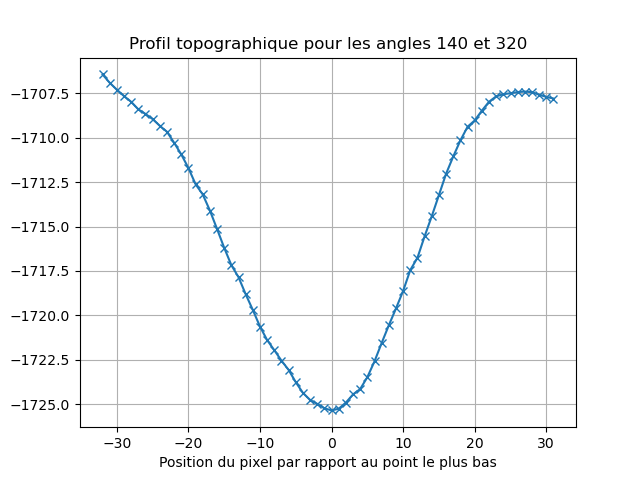 Profil topographique pour les angles 140 et 320
−1707.5
−1710.0
−1712.5
−1715.0
−1717.5
−1720.0
−1722.5
−1725.0
−30 −20 −10 0 10 20 30
Position du pixel par rapport au point le plus bas